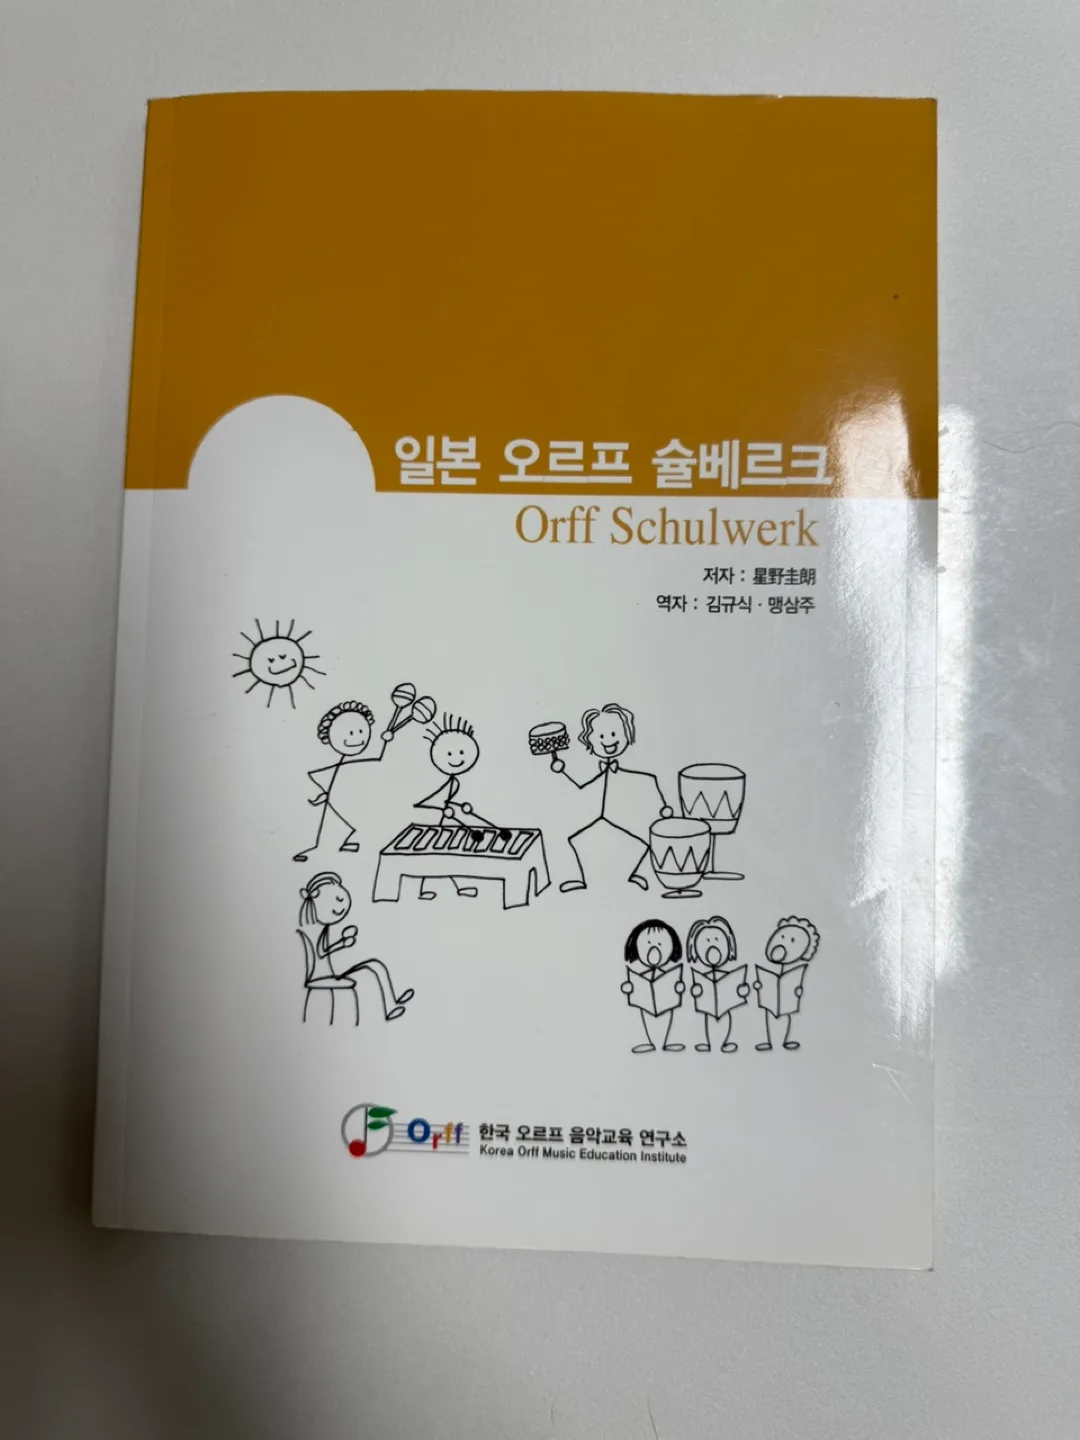 일본 오르프 슐베르크
Orff Schulwerk
저자 : 星野圭朗
역자 : 김규식 · 맹삼주
Orff 한국 오르프 음악교육 연구소
Korea Orff Music Education Institute